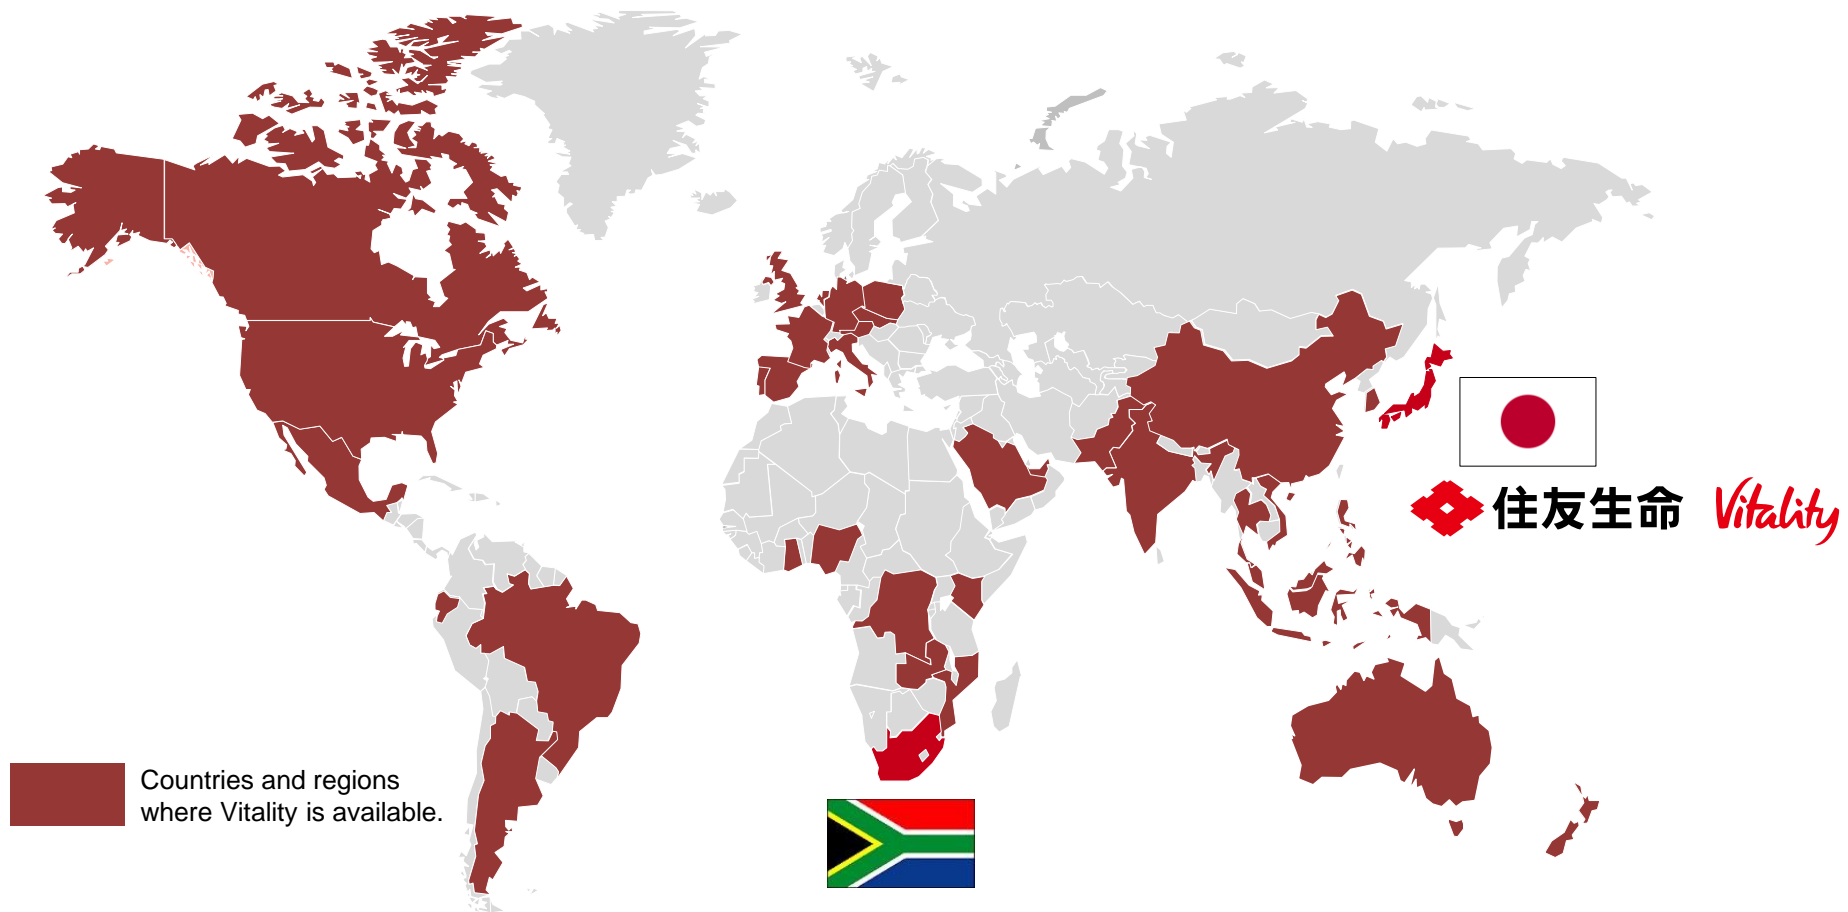 住友生命 Vitality
Countries and regions
where Vitality is available.